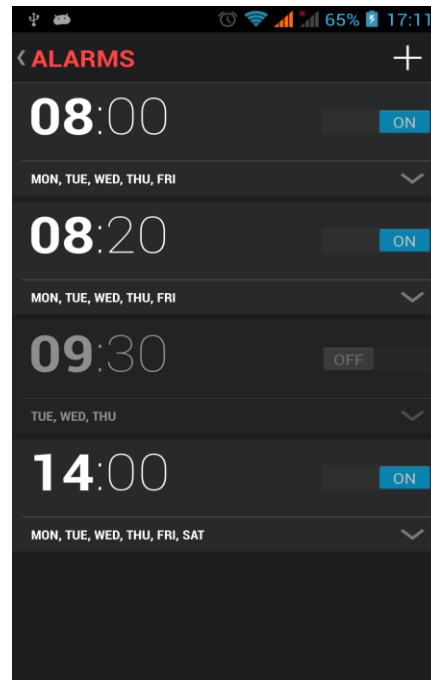 65% 17:11
ALARMS
08:00
ON
MON, TUE, WED, THU, FRI
08:20
ON
MON, TUE, WED, THU, FRI
09:30
OFF
TUE, WED, THU
14:00
ON
MON, TUE, WED, THU, FRI, SAT